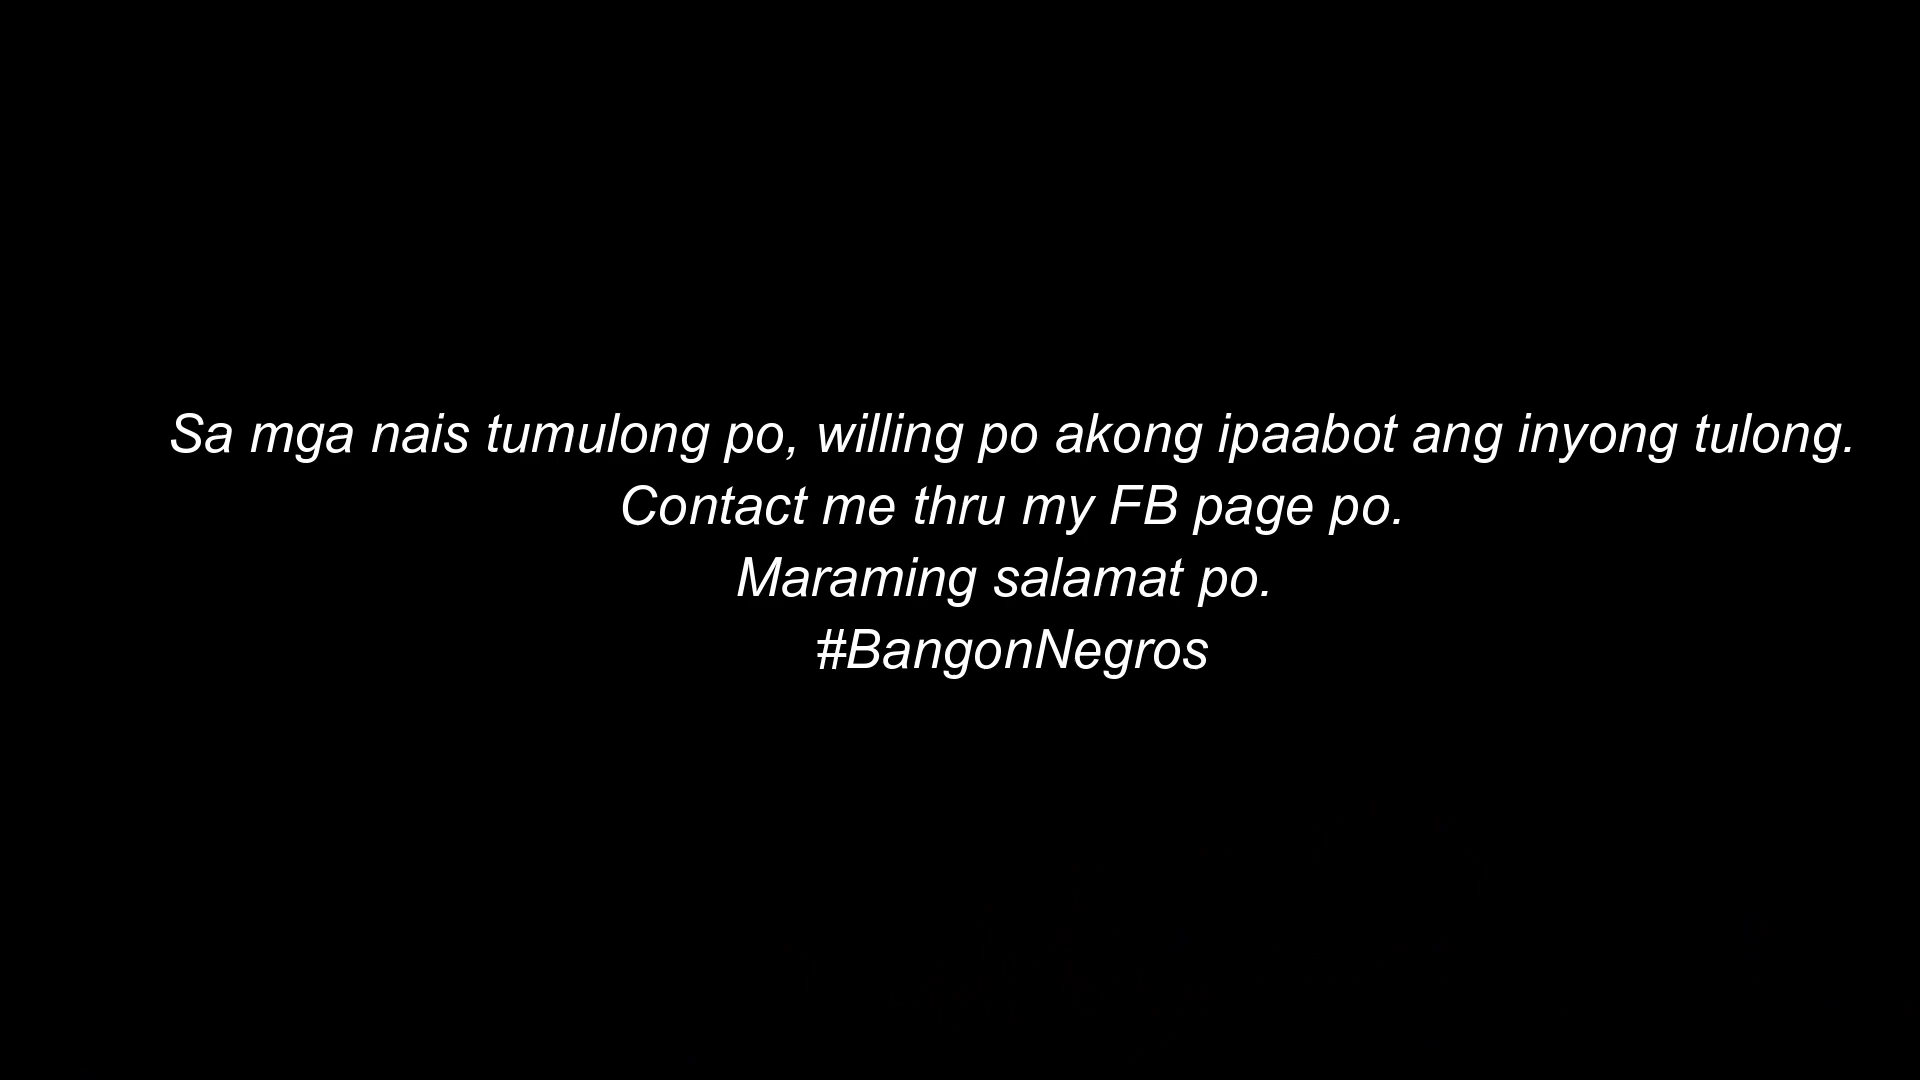 Sa mga nais tumulong po, willing po akong ipaabot ang inyong tulong.
Contact me thru my FB page po.
Maraming salamat po.
#BangonNegros